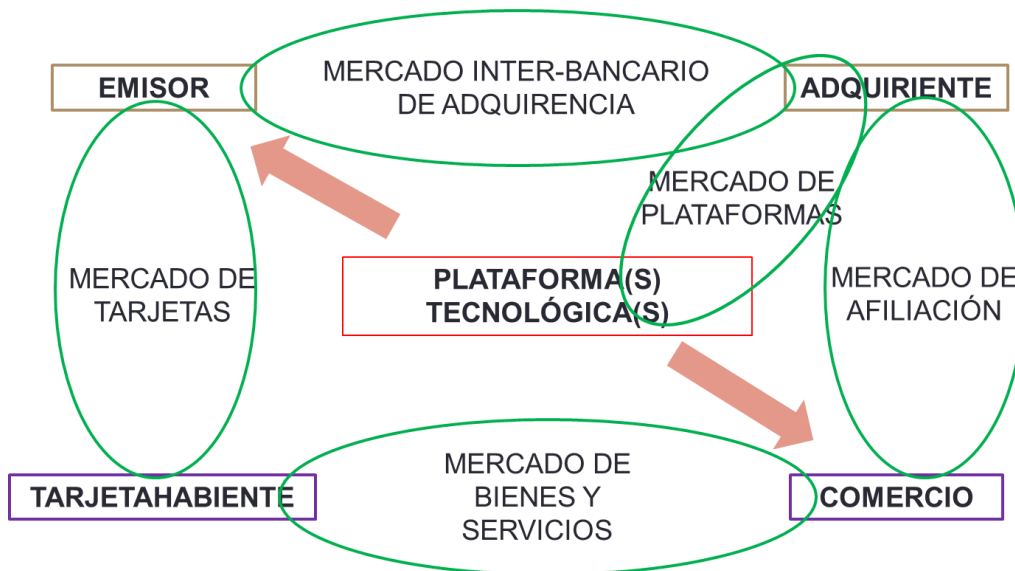 MERCADO INTER-BANCARIO
DE ADQUIRENCIA
EMISOR
ADQUIRIENTE
MERCADO DE
PLATAFORMAS
MERCADO DE
TARJETAS
PLATAFORMA(S)
TECNOLÓGICA(S)
MERCADO DE
AFILIACIÓN
MERCADO DE
BIENES Y
SERVICIOS
TARJETAHABIENTE
COMERCIO